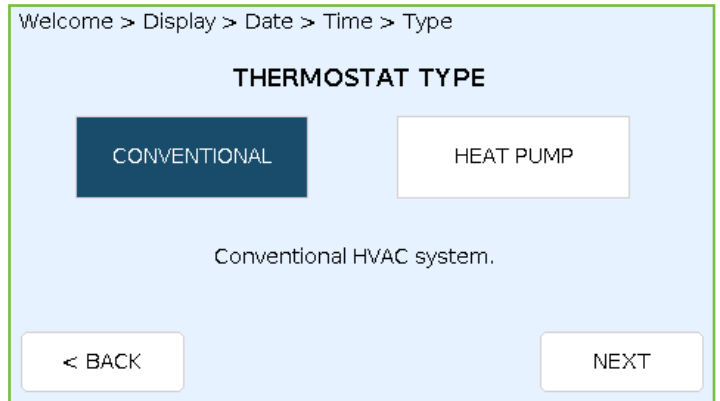 Welcome > Display > Date > Time > Type
THERMOSTAT TYPE
CONVENTIONAL
HEAT PUMP
Conventional HVAC system.
< BACK
NEXT